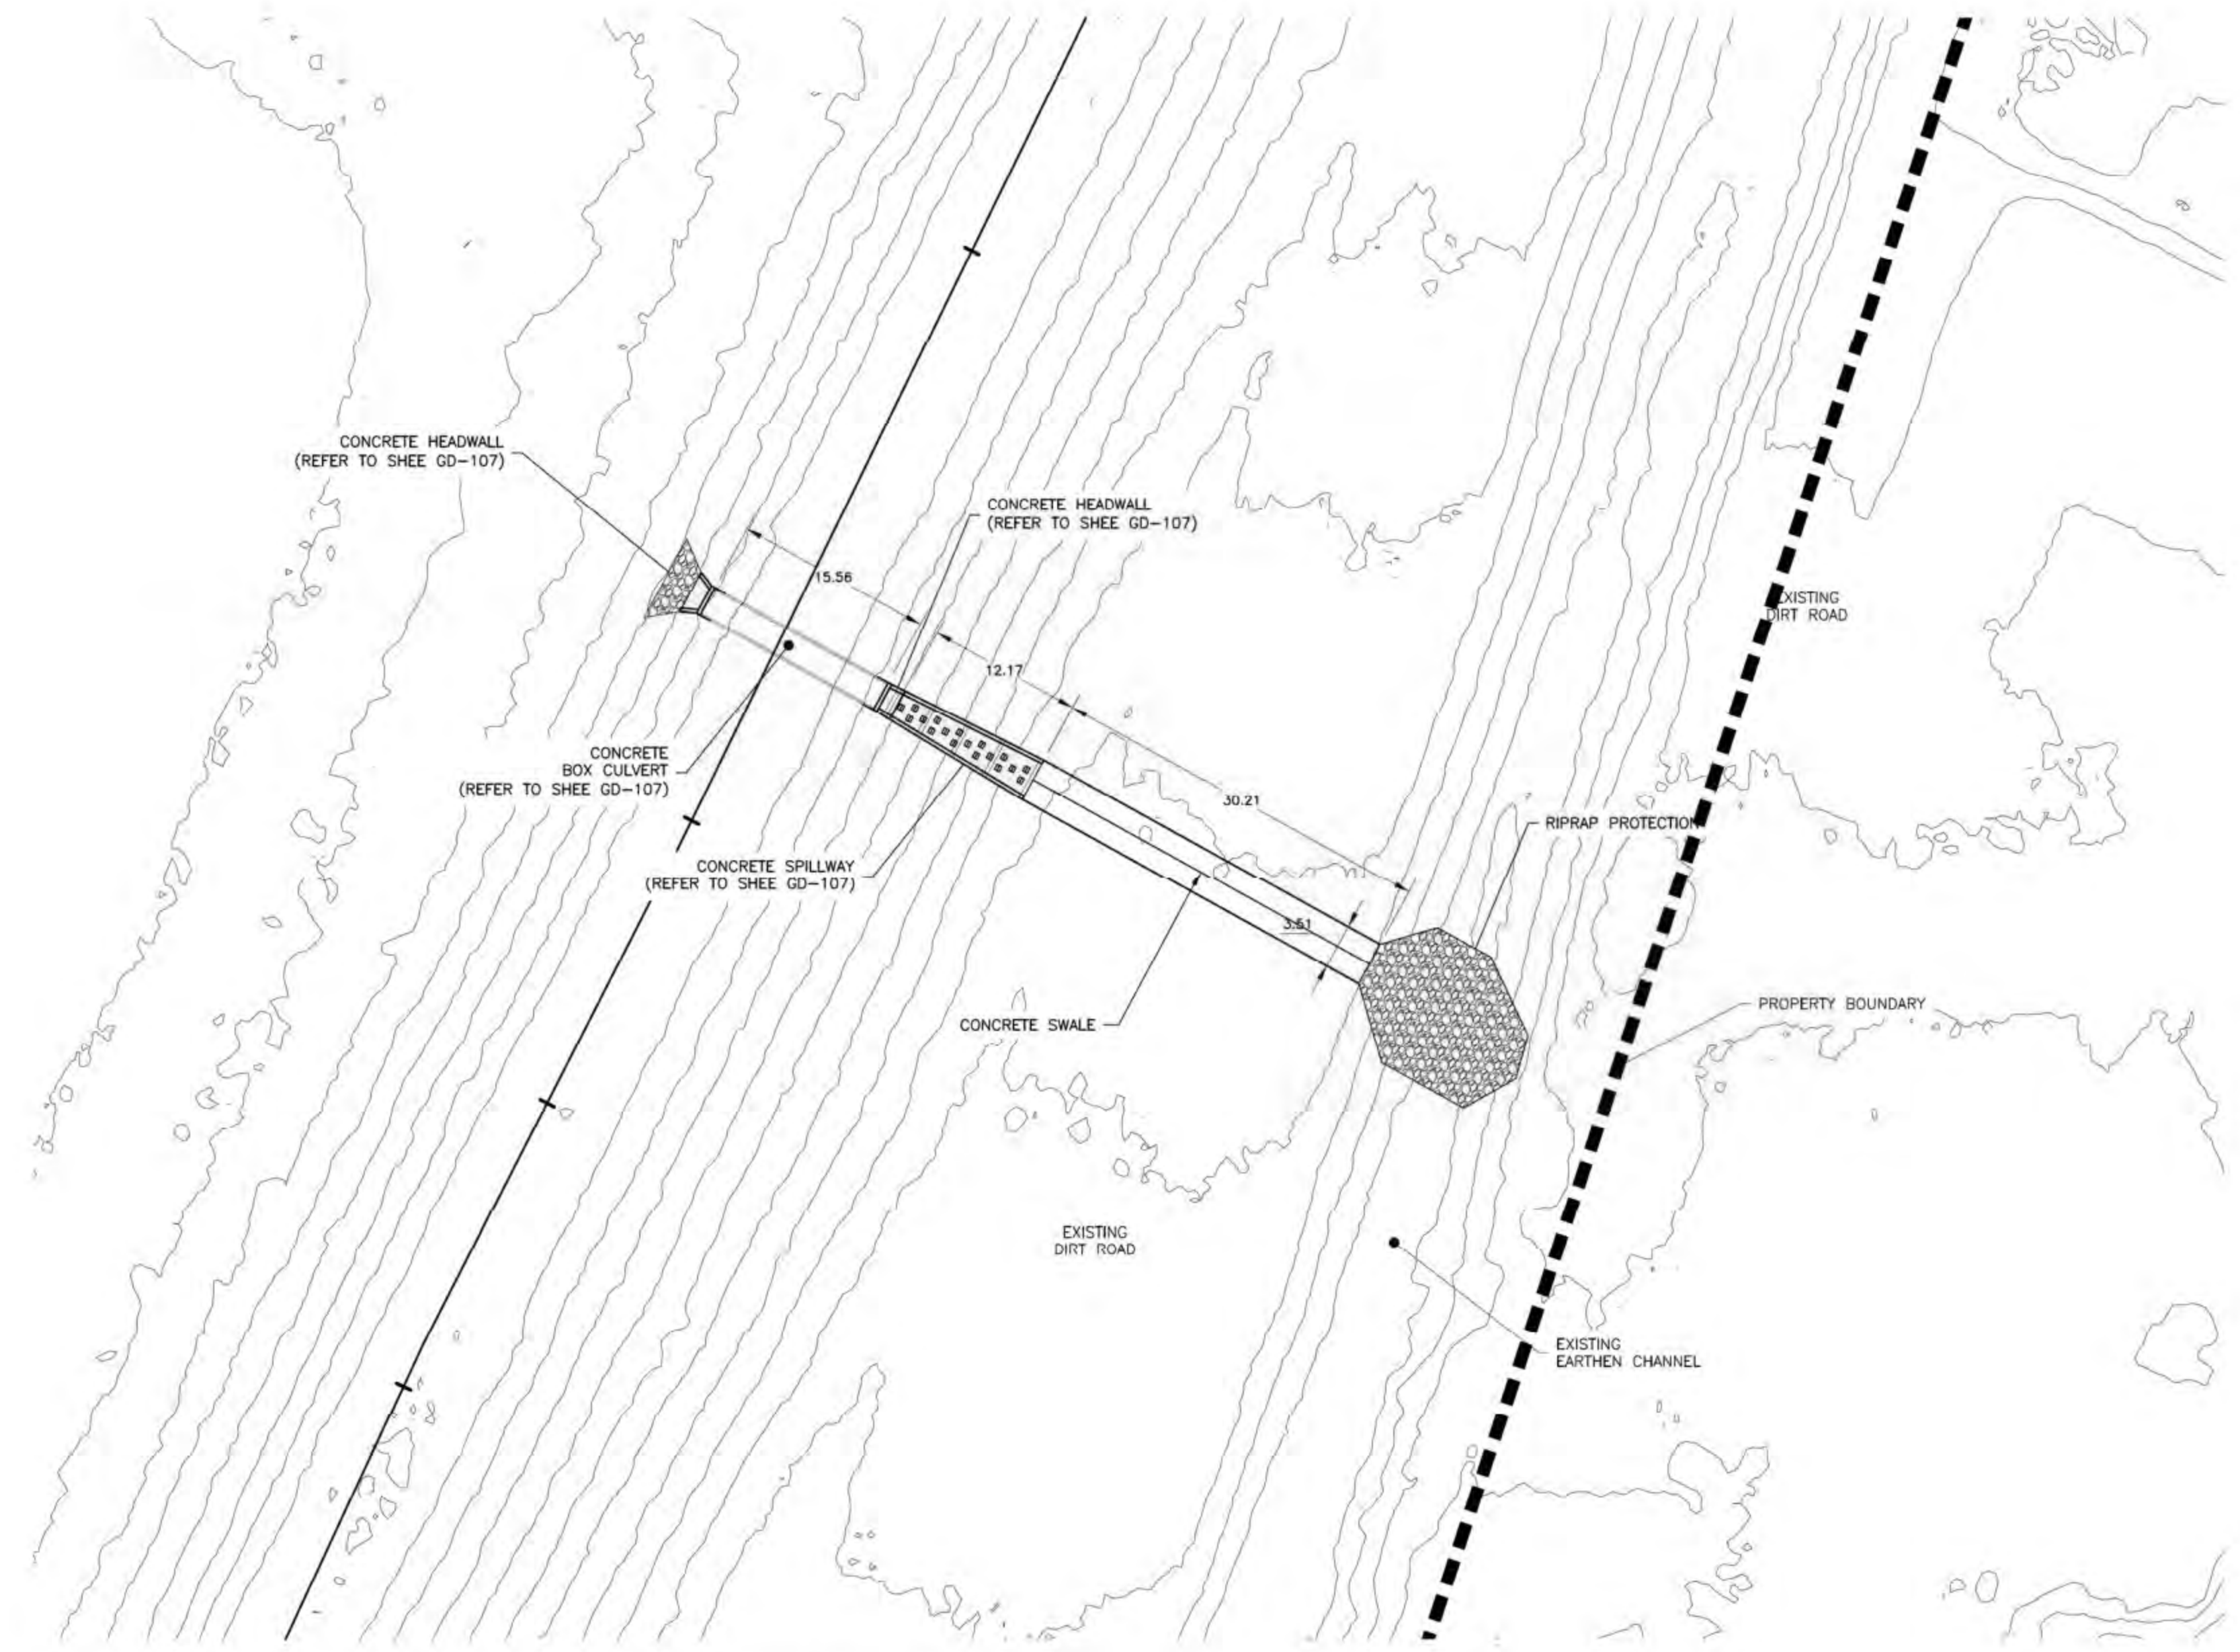 CONCRETE HEADWALL
(REFER TO SHEE GD-107)
CONCRETE HEADWALL
(REFER TO SHEE GD-107)
15.56
EXISTING
DIRT ROAD
12.17
CONCRETE
BOX CULVERT
(REFER TO SHEE GD-107)
30.21
RIPRAP PROTECTION
CONCRETE SPILLWAY
(REFER TO SHEE GD-107)
3.51
PROPERTY BOUNDARY
CONCRETE SWALE
EXISTING
DIRT ROAD
EXISTING
EARTHEN CHANNEL